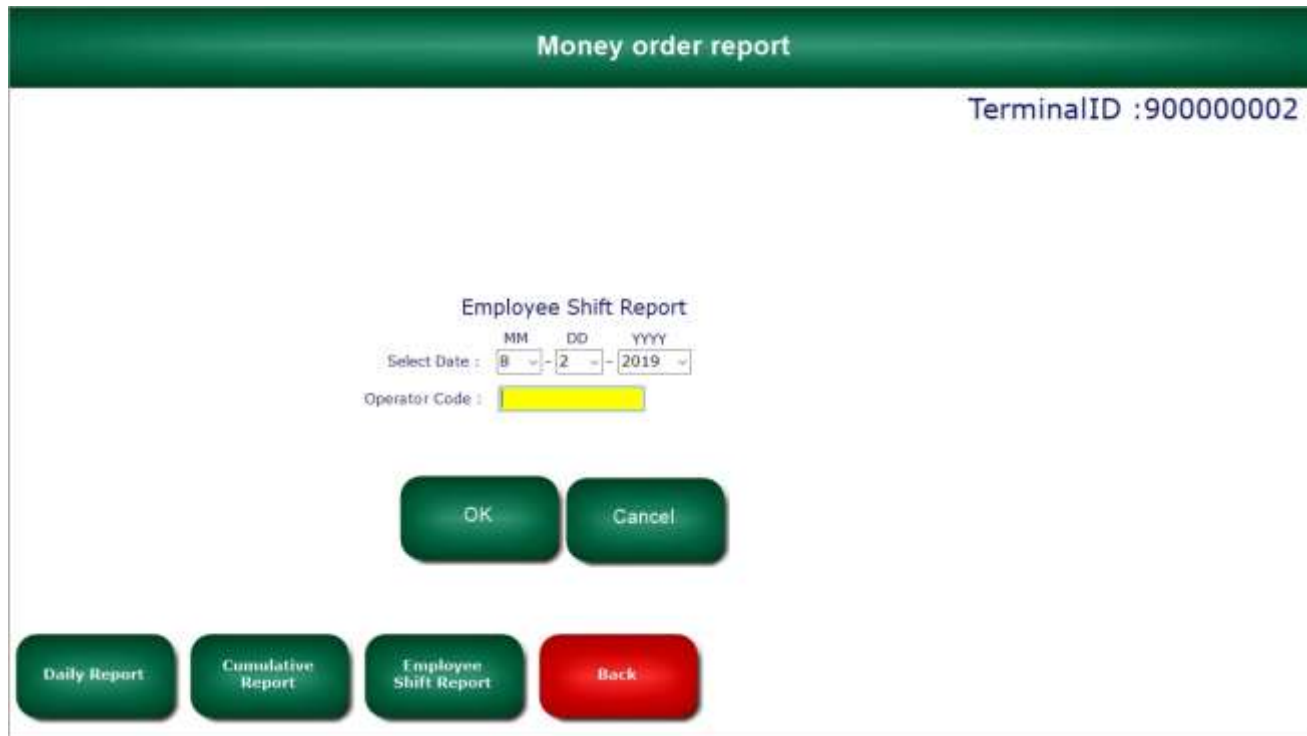 Money order report
TerminalID :900000002
Employee Shift Report
MM DD YYYY
Select Date : 8 - 2 - 2019
Operator Code :
OK Cancel
Daily Report
Cumulative
Report
Employee
Shift Report
Back